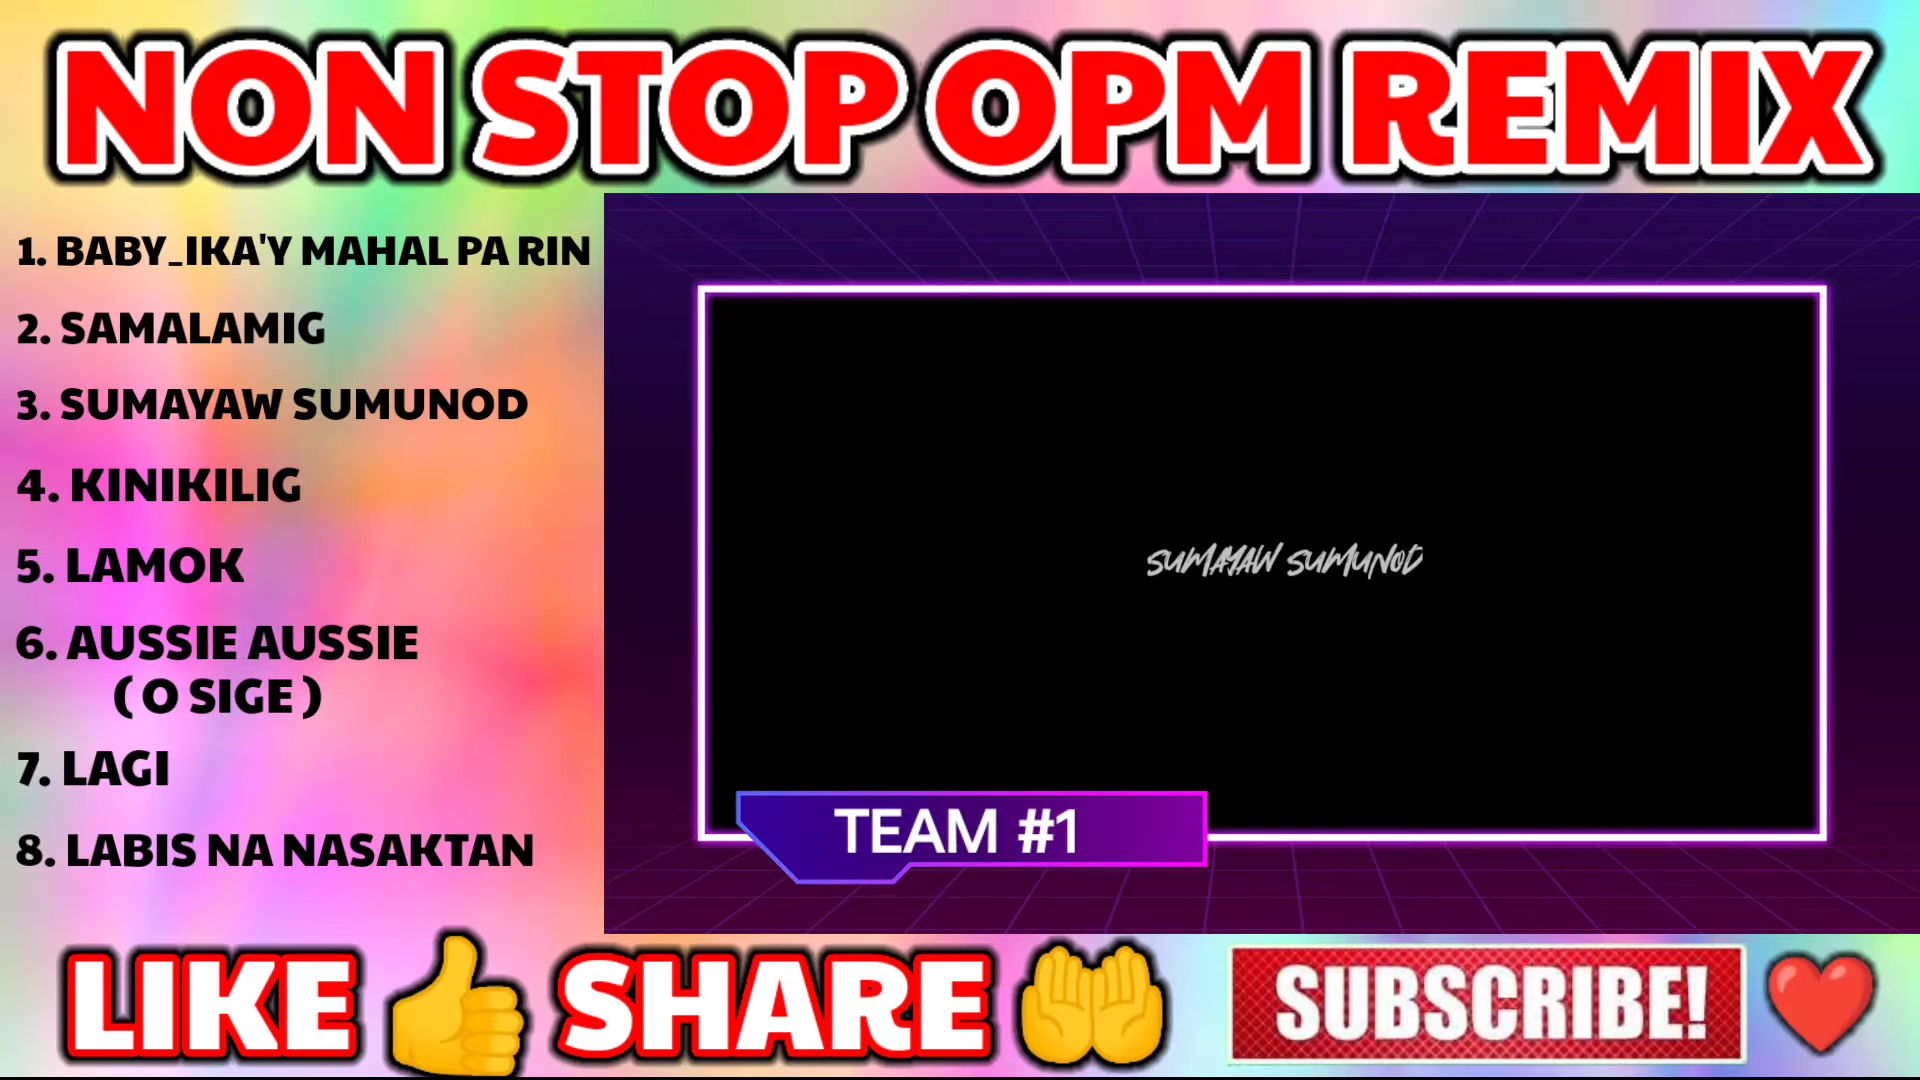 NON STOP OPM REMIX
1. BABY_IKA'Y MAHAL PA RIN
2. SAMALAMIG
3. SUMAYAW SUMUNOD
4. KINIKILIG
5. LAMOK
6. AUSSIE AUSSIE
( O SIGE )
7. LAGI
8. LABIS NA NASAKTAN
SUMAYAW SUMUNOD
TEAM #1
LIKE 👍 SHARE 🤲 SUBSCRIBE! ❤️